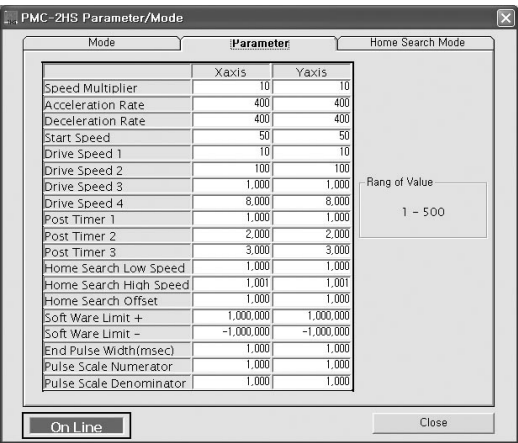 PMC-2HS Parameter/Mode
Mode Parameter Home Search Mode
Xaxis Yaxis
Speed Multiplier 10 10
Acceleration Rate 400 400
Deceleration Rate 400 400
Start Speed 50 50
Drive Speed 1 10 10
Drive Speed 2 100 100
Drive Speed 3 1,000 1,000
Drive Speed 4 8,000 8,000
Post Timer 1 1,000 1,000
Post Timer 2 2,000 2,000
Post Timer 3 3,000 3,000
Home Search Low Speed 1,000 1,000
Home Search High Speed 1,001 1,001
Home Search Offset 1,000 1,000
Soft Ware Limit + 1,000,000 1,000,000
Soft Ware Limit - -1,000,000 -1,000,000
End Pulse Width(msec) 1,000 1,000
Pulse Scale Numerator 1,000 1,000
Pulse Scale Denominator 1,000 1,000
Rang of Value
1 - 500
On Line Close